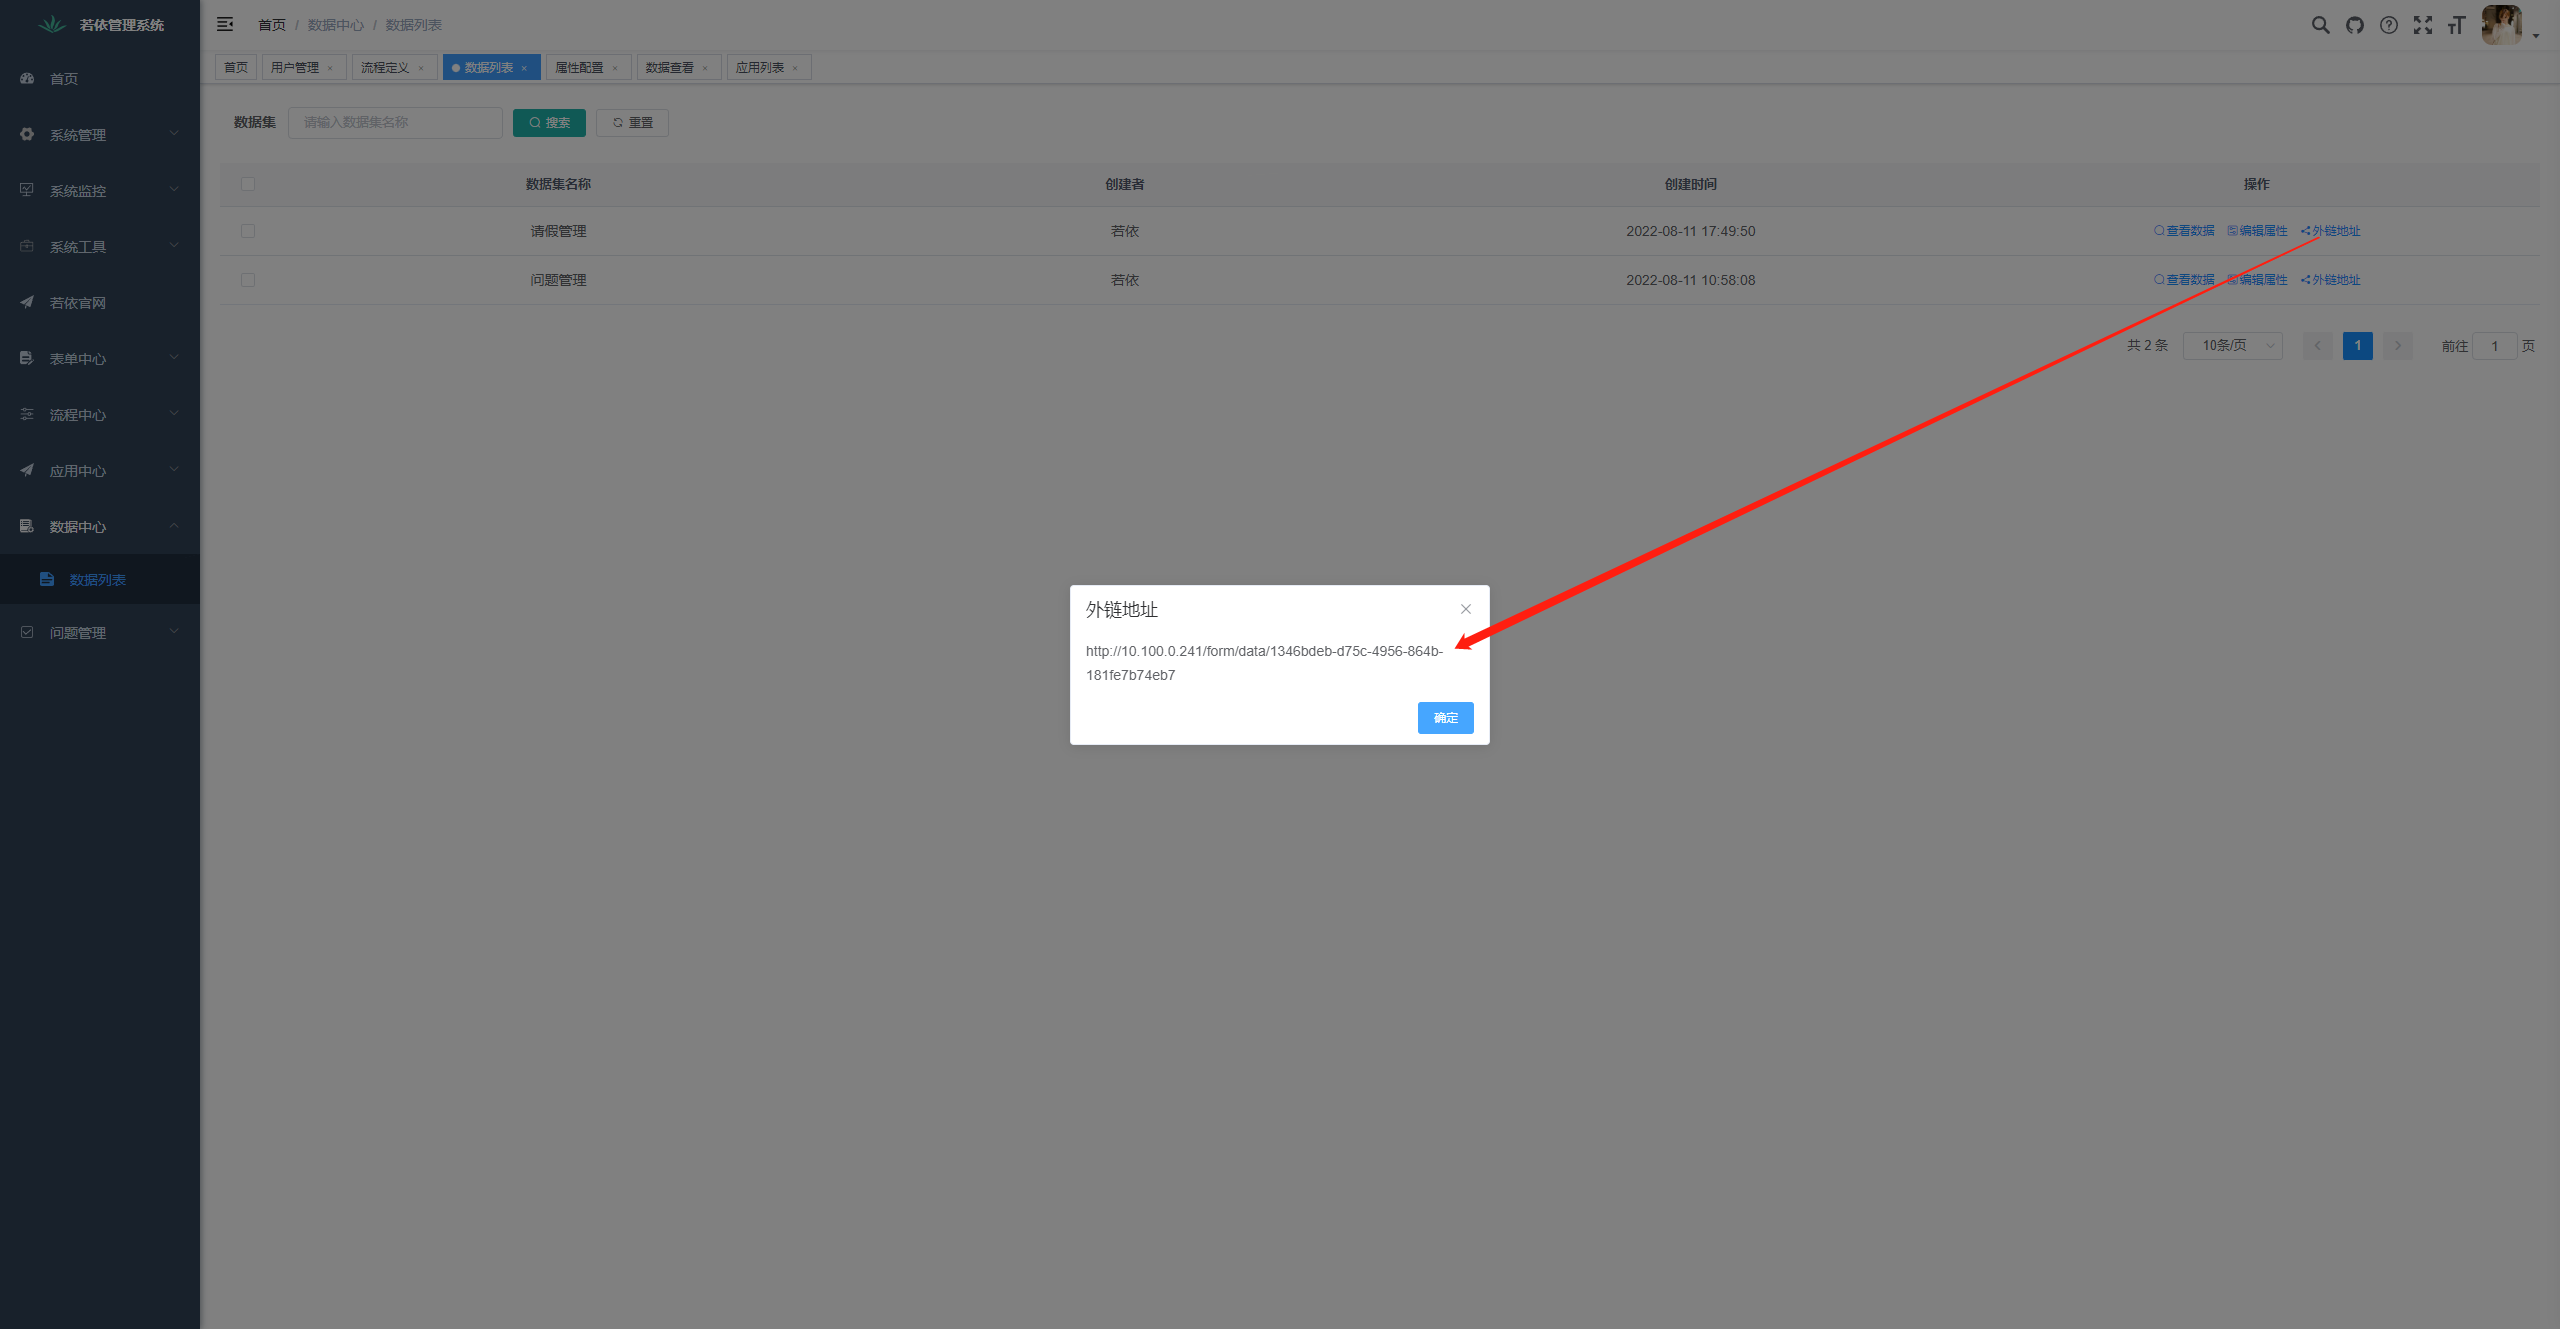 若依管理系统
首页 / 数据中心 / 数据列表
首页
用户管理 ×
流程定义 ×
数据列表 ×
属性配置 ×
数据查看 ×
应用列表 ×
首页
系统管理
系统监控
系统工具
若依官网
表单中心
流程中心
应用中心
数据中心
数据列表
问题管理
数据集 请输入数据集名称 搜索 重置
数据集名称 创建者 创建时间 操作
请假管理 若依 2022-08-11 17:49:50 查看数据 编辑属性 外链地址
问题管理 若依 2022-08-11 10:58:08 查看数据 编辑属性 外链地址
共 2 条 10条/页 1 前往 1 页
外链地址
http://10.100.0.241/form/data/1346bdeb-d75c-4956-864b-
181fe7b74eb7
确定